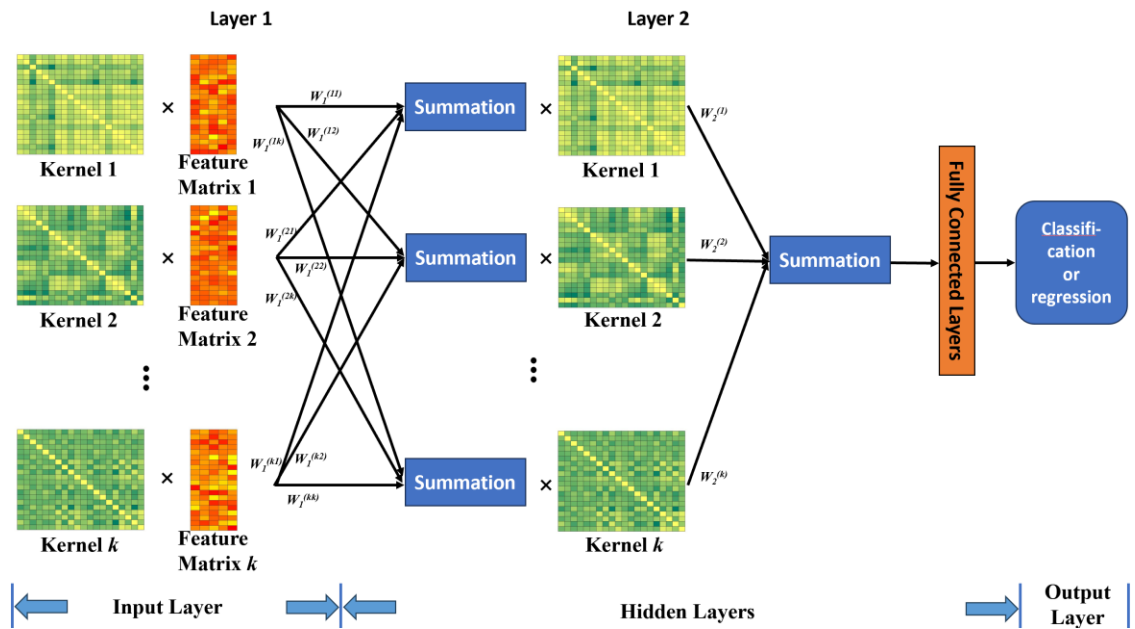 Layer 1
Layer 2
×
W₁⁽¹¹⁾
Summation
×
W₂⁽¹⁾
W₁⁽¹²⁾
W₁⁽¹ᵏ⁾
Kernel 1
Feature
Matrix 1
Kernel 1
Fully Connected Layers
×
W₁⁽²¹⁾
W₁⁽²²⁾
W₁⁽²ᵏ⁾
Summation
×
W₂⁽²⁾
Summation
Classifi-
cation
or
regression
Kernel 2
Feature
Matrix 2
Kernel 2
...
...
×
W₁⁽ᵏ¹⁾
W₁⁽ᵏ²⁾
W₁⁽ᵏᵏ⁾
Summation
×
W₂⁽ᵏ⁾
Kernel k
Feature
Matrix k
Kernel k
Input Layer
Hidden Layers
Output
Layer